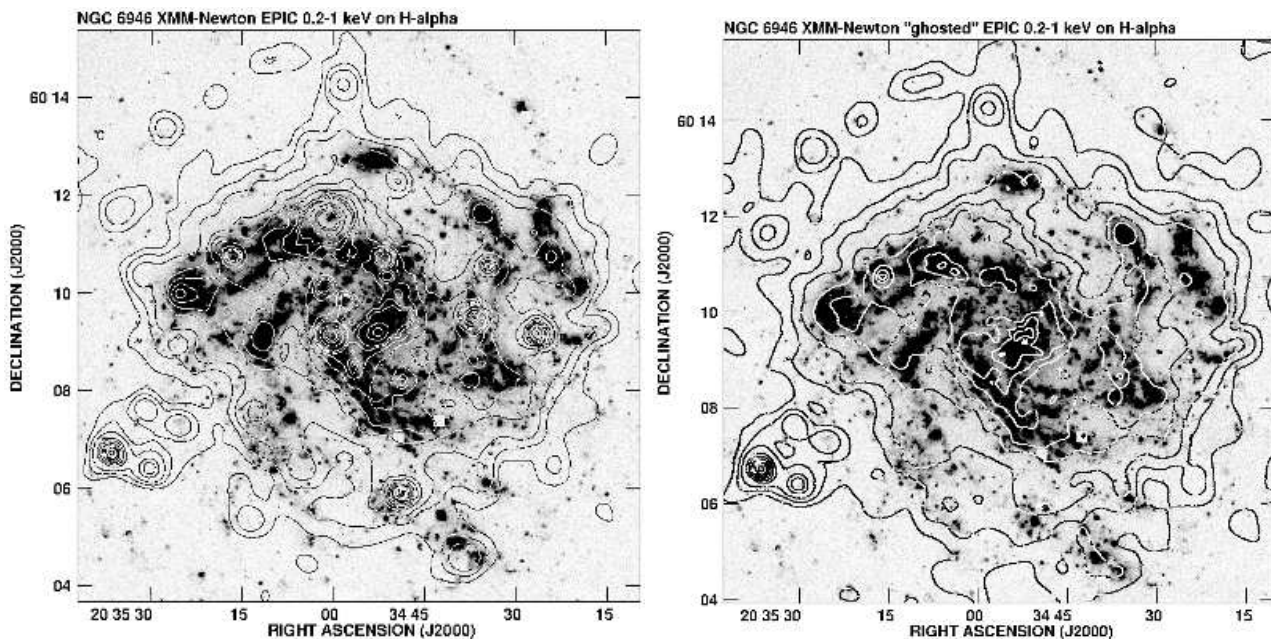 NGC 6946 XMM-Newton EPIC 0.2-1 keV on H-alpha
60 14
12
10
08
06
04
DECLINATION (J2000)
20 35 30
15
00
34 45
30
15
RIGHT ASCENSION (J2000)
NGC 6946 XMM-Newton "ghosted" EPIC 0.2-1 keV on H-alpha
60 14
12
10
08
06
04
DECLINATION (J2000)
20 35 30
15
00
34 45
30
15
RIGHT ASCENSION (J2000)